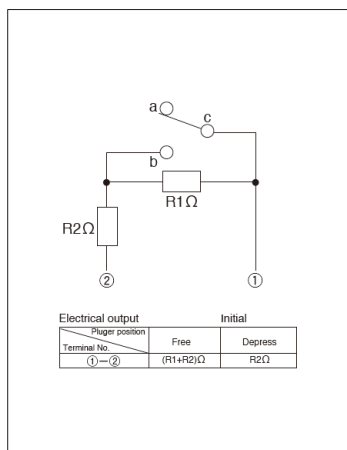 a
c
b
R1Ω
R2Ω
② ①
Electrical output Initial
Pluger position
Terminal No.
Free Depress
①—② (R1+R2)Ω R2Ω